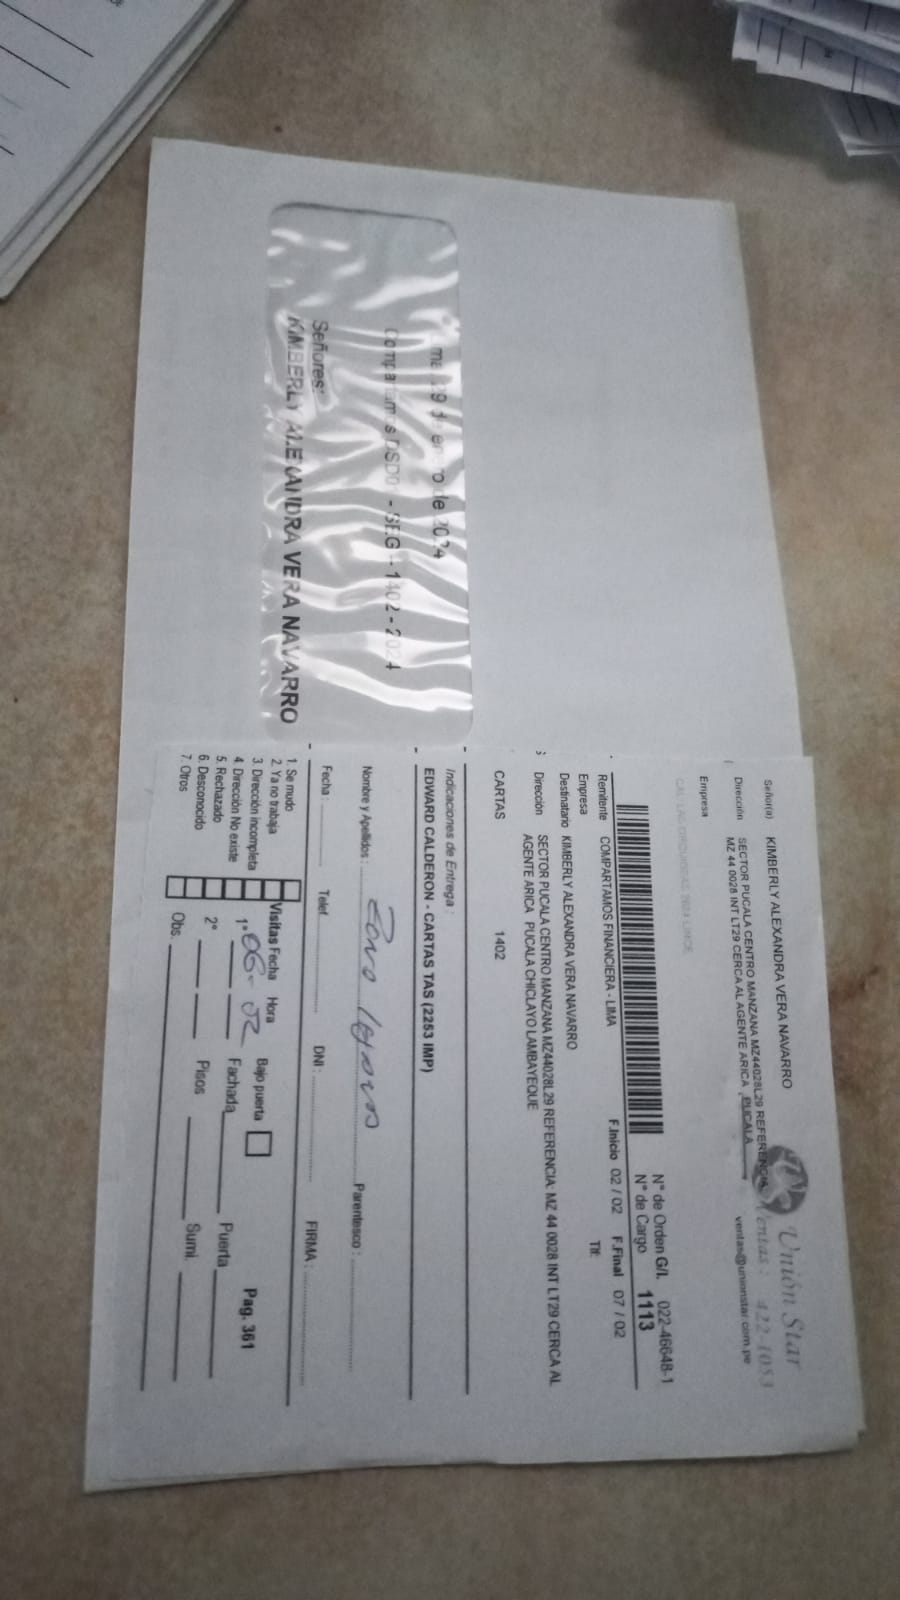 29 de enero de 2024
Compartamos DSD01 - SEG - 1402 - 2024
Señores:
KIMBERLY ALEXANDRA VERA NAVARRO
Unión Star
Ventas : 422-1053
ventas@unionstar.com.pe
Señor(a) KIMBERLY ALEXANDRA VERA NAVARRO
Dirección SECTOR PUCALA CENTRO MANZANA MZ44028L29 REFERENCIA:
MZ 44 0028 INT LT29 CERCA AL AGENTE ARICA PUCALA
Empresa
N° de Orden G/I. 022-46648-1
N° de Cargo 1113
Remitente COMPARTAMOS FINANCIERA - LIMA F.Inicio 02 / 02 F.Final 07 / 02
Empresa Tlf:
Destinatario KIMBERLY ALEXANDRA VERA NAVARRO
Dirección SECTOR PUCALA CENTRO MANZANA MZ44028L29 REFERENCIA: MZ 44 0028 INT LT29 CERCA AL
AGENTE ARICA PUCALA CHICLAYO LAMBAYEQUE
CARTAS 1402
Indicaciones de Entrega :
EDWARD CALDERON - CARTAS TAS (2253 IMP)
Nombre y Apellidos : Parentesco :
Fecha : Telef DNI : FIRMA :
1. Se mudo
2. Ya no trabaja Visitas Fecha Hora Bajo puerta
3. Dirección incompleta Pag. 361
4. Dirección No existe 1° 06- 02 Fachada Puerta
5. Rechazado
6. Desconocido 2° Pisos Sumi.
7. Otros Obs.